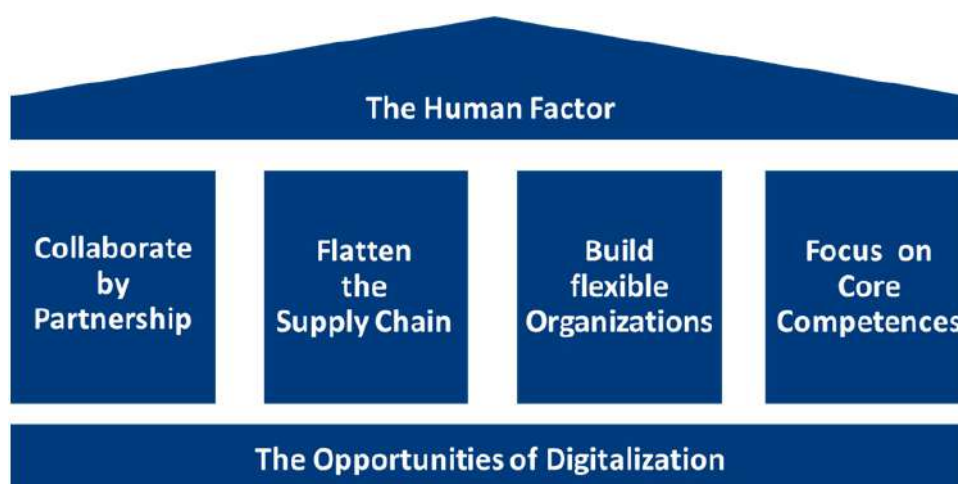 The Human Factor
Collaborate
by
Partnership
Flatten
the
Supply Chain
Build
flexible
Organizations
Focus on
Core
Competences
The Opportunities of Digitalization